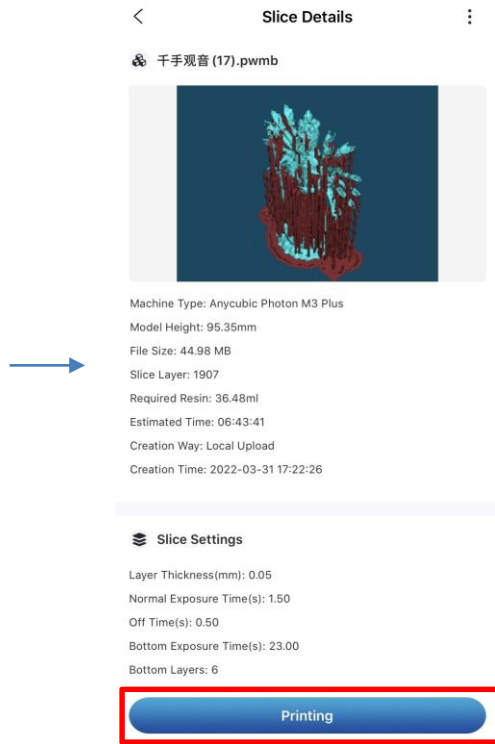 Slice Details
千手观音 (17).pwmb
Machine Type: Anycubic Photon M3 Plus
Model Height: 95.35mm
File Size: 44.98 MB
Slice Layer: 1907
Required Resin: 36.48ml
Estimated Time: 06:43:41
Creation Way: Local Upload
Creation Time: 2022-03-31 17:22:26
Slice Settings
Layer Thickness(mm): 0.05
Normal Exposure Time(s): 1.50
Off Time(s): 0.50
Bottom Exposure Time(s): 23.00
Bottom Layers: 6
Printing